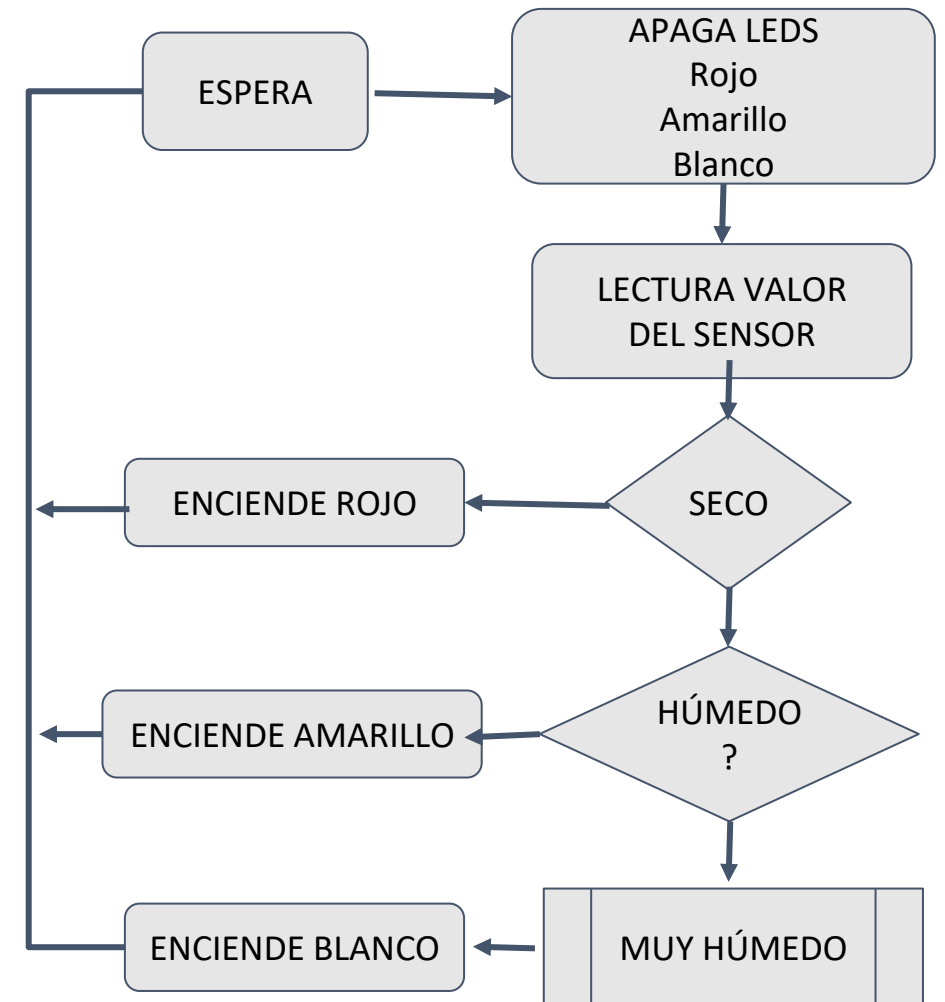 ESPERA
APAGA LEDS
Rojo
Amarillo
Blanco
LECTURA VALOR
DEL SENSOR
ENCIENDE ROJO
SECO
ENCIENDE AMARILLO
HÚMEDO
?
ENCIENDE BLANCO
MUY HÚMEDO